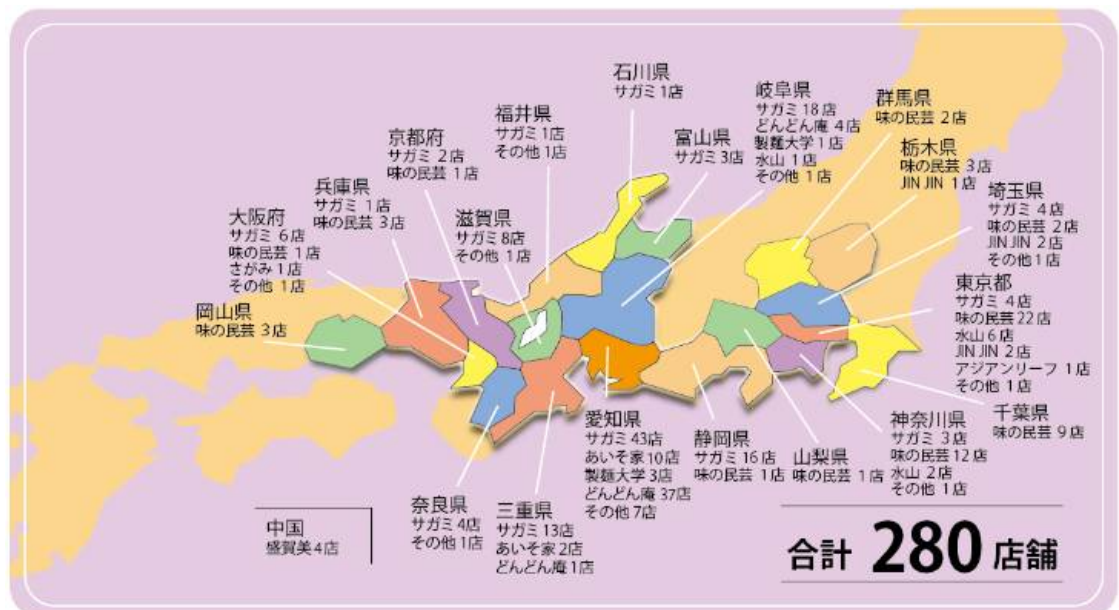 石川県
サガミ 1店
岐阜県
サガミ 18店
どんどん庵 4店
製麺大学 1店
水山 1店
その他 1店
群馬県
味の民芸 2店
福井県
サガミ 1店
その他 1店
富山県
サガミ 3店
京都府
サガミ 2店
味の民芸 1店
栃木県
味の民芸 3店
JIN JIN 1店
兵庫県
サガミ 1店
味の民芸 3店
埼玉県
サガミ 4店
味の民芸 2店
JIN JIN 2店
その他 1店
大阪府
サガミ 6店
味の民芸 1店
さがみ 1店
その他 1店
滋賀県
サガミ 8店
その他 1店
東京都
サガミ 4店
味の民芸 22店
水山 6店
JIN JIN 2店
アジアンリーフ 1店
その他 1店
岡山県
味の民芸 3店
千葉県
味の民芸 9店
愛知県
サガミ 43店
あいそ家 10店
製麺大学 3店
どんどん庵 37店
その他 7店
静岡県
サガミ 16店
味の民芸 1店
山梨県
味の民芸 1店
神奈川県
サガミ 3店
味の民芸 12店
水山 2店
その他 1店
奈良県
サガミ 4店
その他 1店
三重県
サガミ 13店
あいそ家 2店
どんどん庵 1店
中国
盛賀美 4店
合計 280 店舗